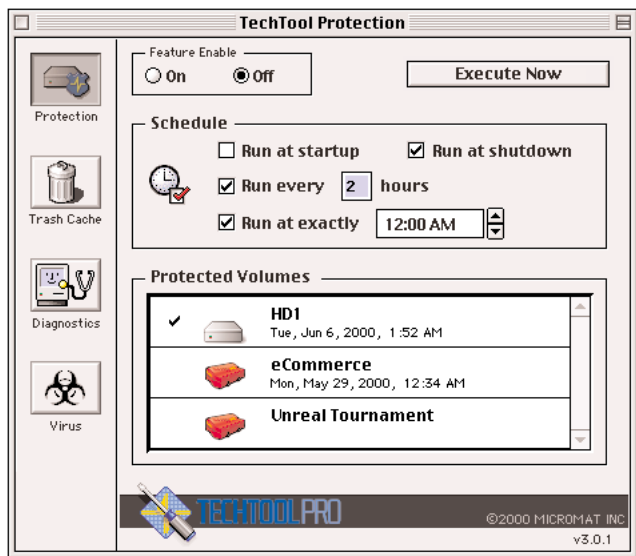 TechTool Protection
Feature Enable
On Off
Execute Now
Protection
Schedule
Run at startup Run at shutdown
Run every 2 hours
Run at exactly 12:00 AM
Trash Cache
Diagnostics
Virus
Protected Volumes
HD1
Tue, Jun 6, 2000, 1:52 AM
eCommerce
Mon, May 29, 2000, 12:34 AM
Unreal Tournament
TECHTOOLPRO
©2000 MICROMAT INC
v3.0.1